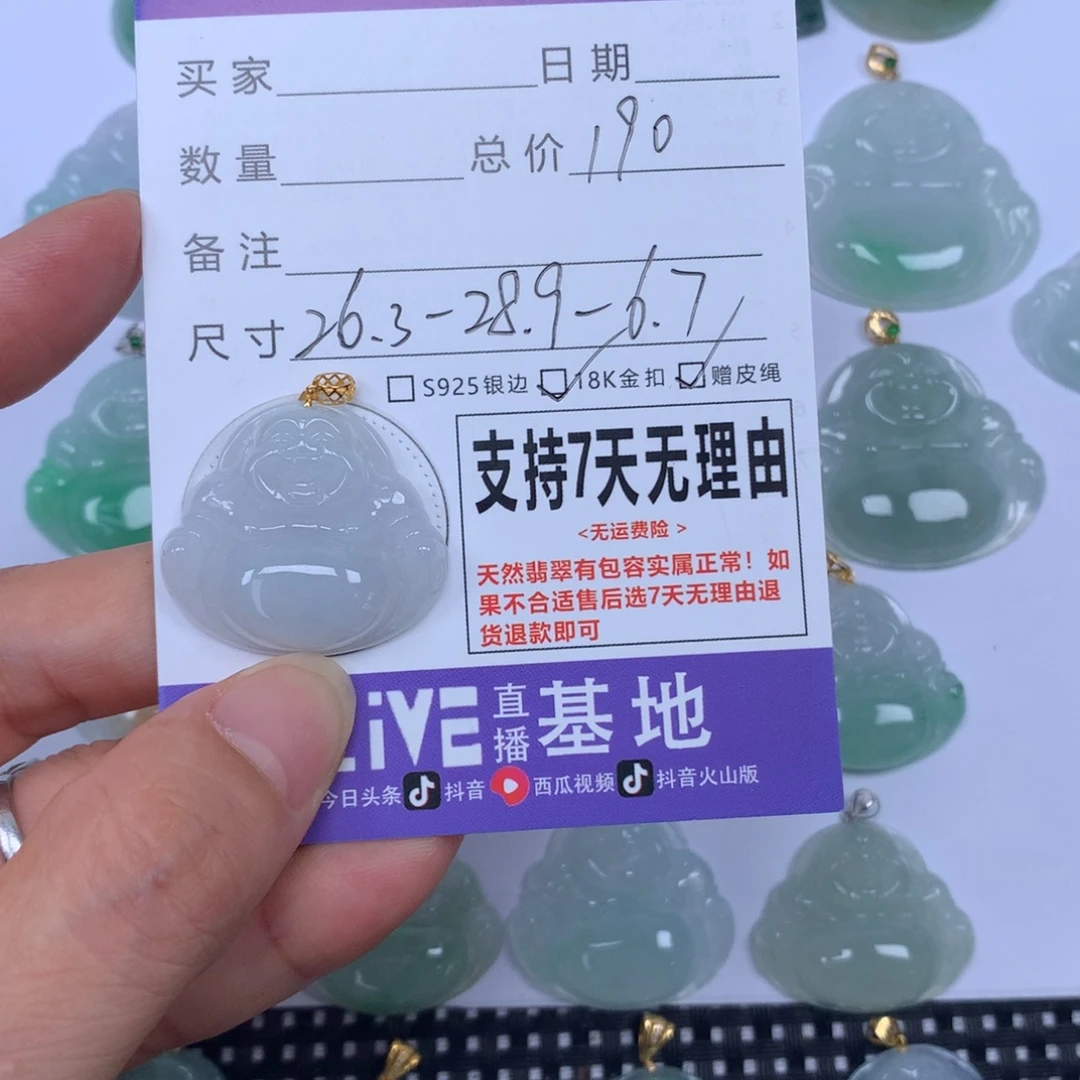 买家 日期
数量 总价 190
备注
尺寸 26.3-28.9-6.7
S925银边 18K金扣 赠皮绳
支持7天无理由
<无运费险>
天然翡翠有包容实属正常！如
果不合适售后选7天无理由退
货退款即可
LiVE 直播 基地
今日头条 抖音 西瓜视频 抖音火山版